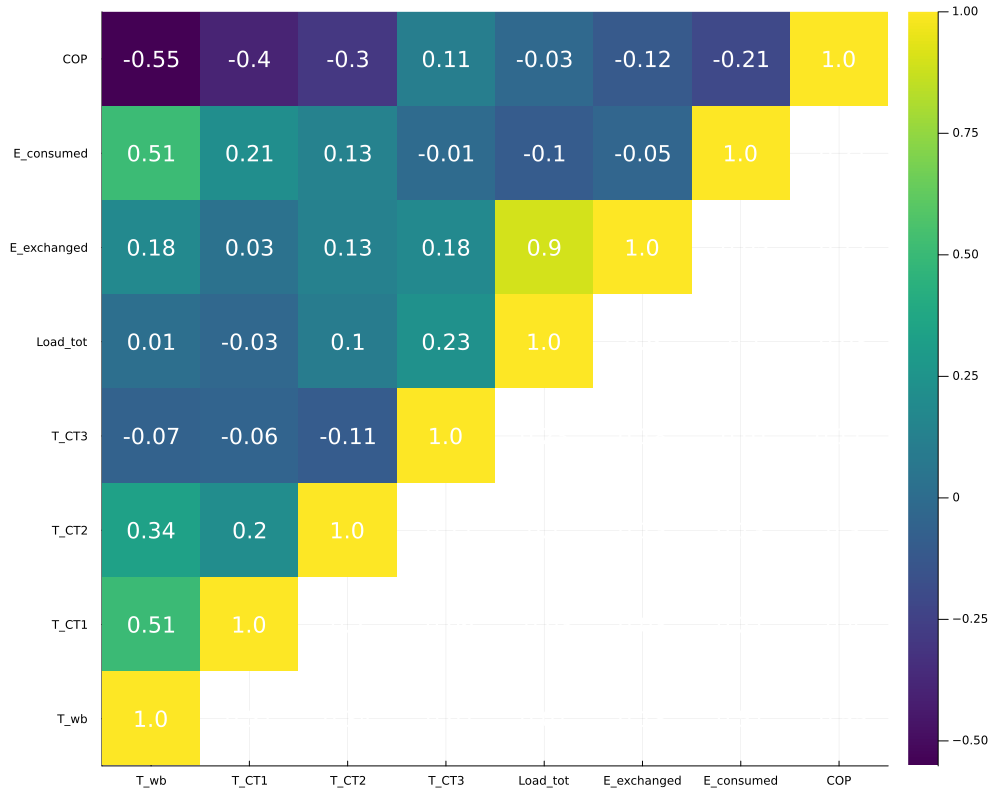 COP -0.55 -0.4 -0.3 0.11 -0.03 -0.12 -0.21 1.0
E_consumed 0.51 0.21 0.13 -0.01 -0.1 -0.05 1.0
E_exchanged 0.18 0.03 0.13 0.18 0.9 1.0
Load_tot 0.01 -0.03 0.1 0.23 1.0
T_CT3 -0.07 -0.06 -0.11 1.0
T_CT2 0.34 0.2 1.0
T_CT1 0.51 1.0
T_wb 1.0
T_wb T_CT1 T_CT2 T_CT3 Load_tot E_exchanged E_consumed COP
1.00
0.75
0.50
0.25
0
−0.25
−0.50